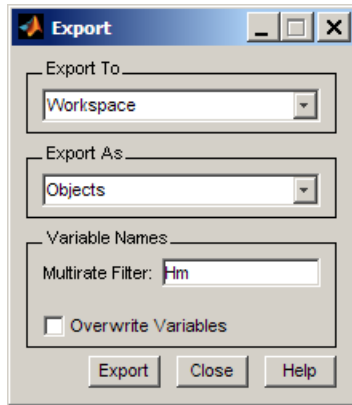 Export
Export To
Workspace
Export As
Objects
Variable Names
Multirate Filter: Hm
Overwrite Variables
Export Close Help